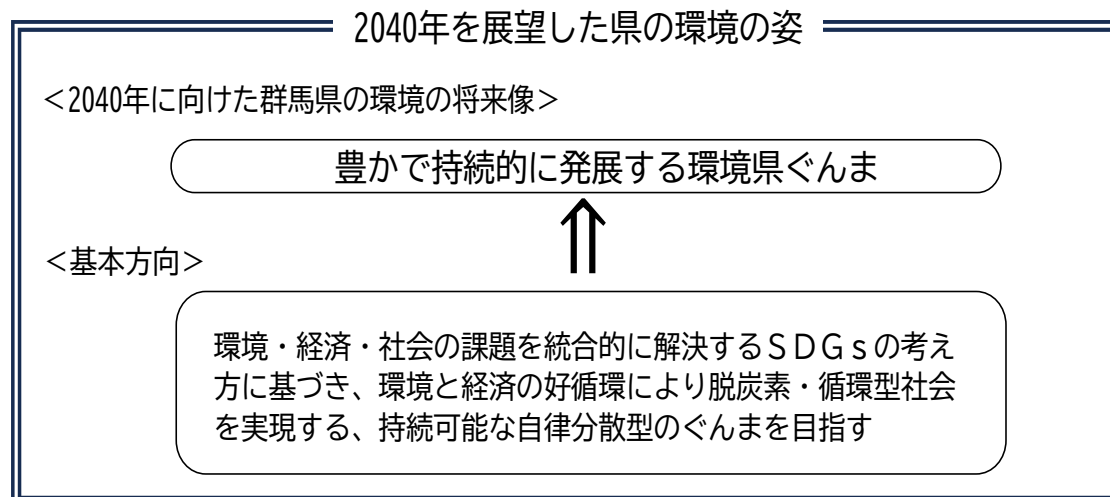 2040年を展望した県の環境の姿
＜2040年に向けた群馬県の環境の将来像＞
豊かで持続的に発展する環境県ぐんま
＜基本方向＞
環境・経済・社会の課題を統合的に解決するＳＤＧｓの考え
方に基づき、環境と経済の好循環により脱炭素・循環型社会
を実現する、持続可能な自律分散型のぐんまを目指す